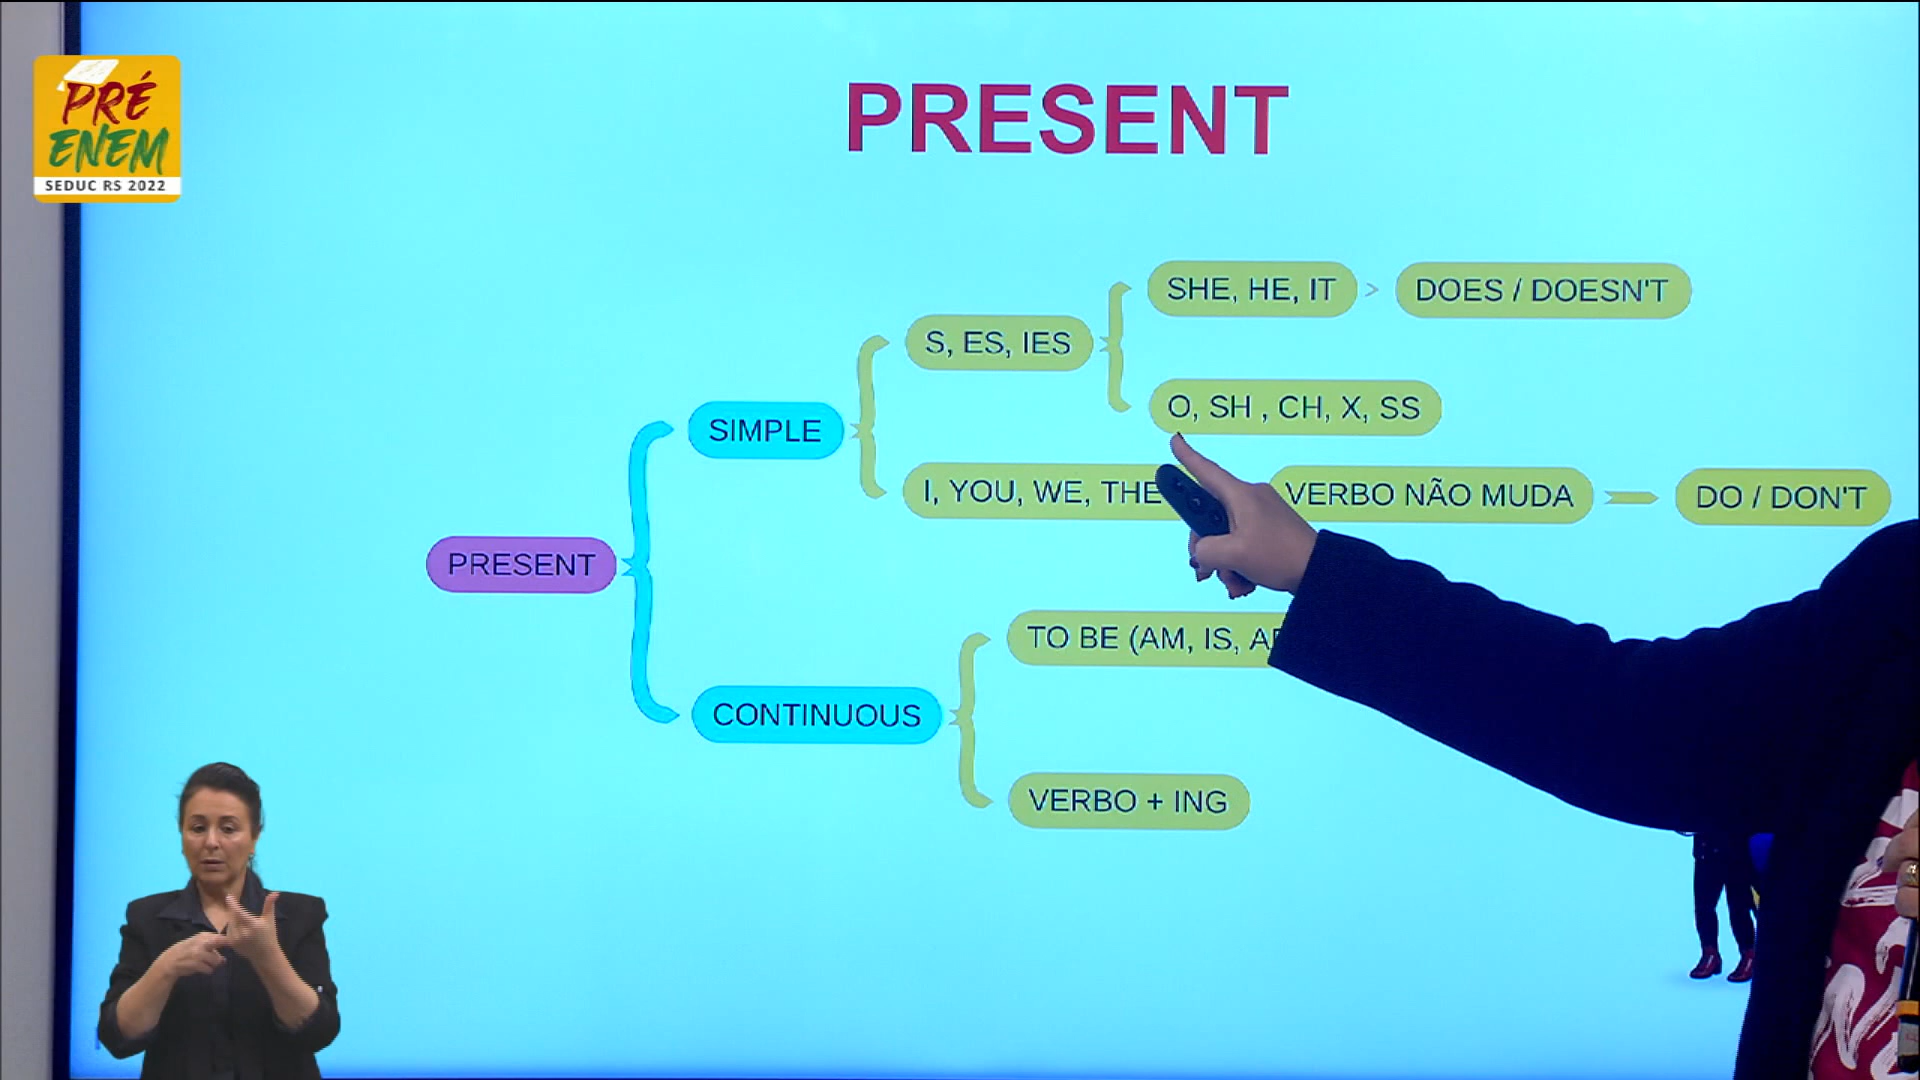 PRÉ
ENEM
SEDUC RS 2022
PRESENT
SHE, HE, IT > DOES / DOESN'T
S, ES, IES
O, SH , CH, X, SS
SIMPLE
I, YOU, WE, THE
VERBO NÃO MUDA
DO / DON'T
PRESENT
TO BE (AM, IS,
CONTINUOUS
VERBO + ING